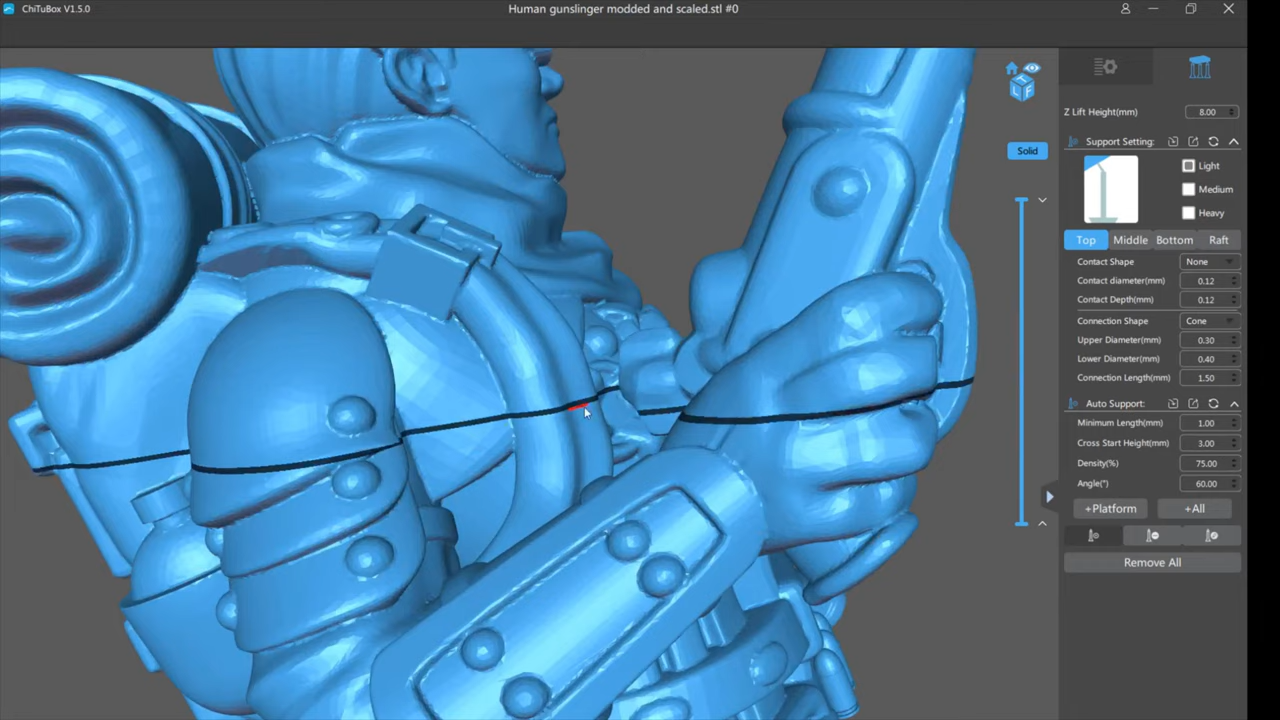 ChiTuBox V1.5.0
Human gunslinger modded and scaled.stl #0
T
L F
Solid
Z Lift Height(mm) 8.00
Support Setting:
Light
Medium
Heavy
Top Middle Bottom Raft
Contact Shape None
Contact diameter(mm) 0.12
Contact Depth(mm) 0.12
Connection Shape Cone
Upper Diameter(mm) 0.30
Lower Diameter(mm) 0.40
Connection Length(mm) 1.50
Auto Support:
Minimum Length(mm) 1.00
Cross Start Height(mm) 3.00
Density(%) 75.00
Angle(°) 60.00
+Platform +All
Remove All